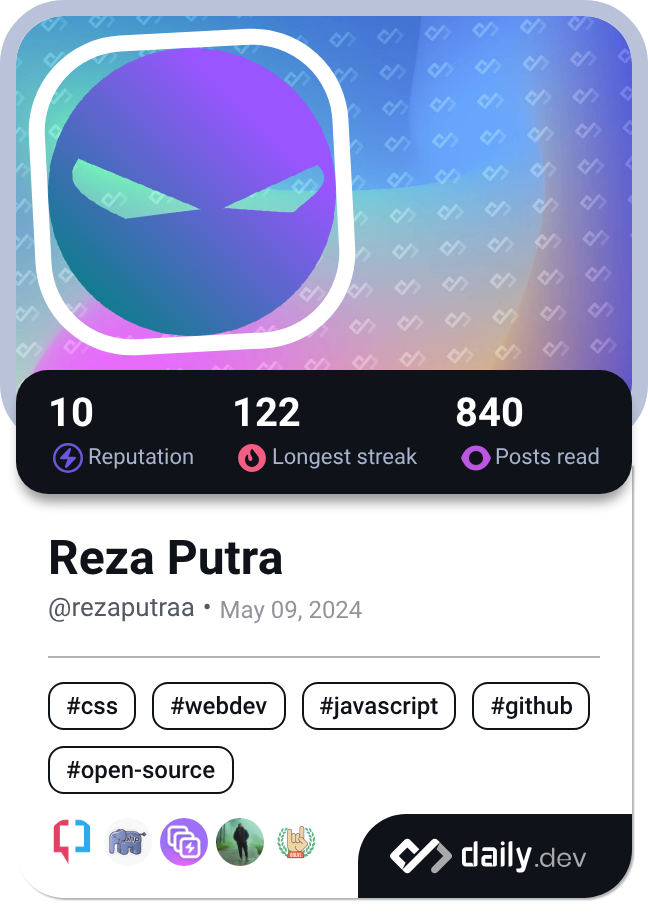 10 122 840
Reputation Longest streak Posts read
Reza Putra
@rezaputraa • May 09, 2024
#css #webdev #javascript #github
#open-source
php
daily.dev